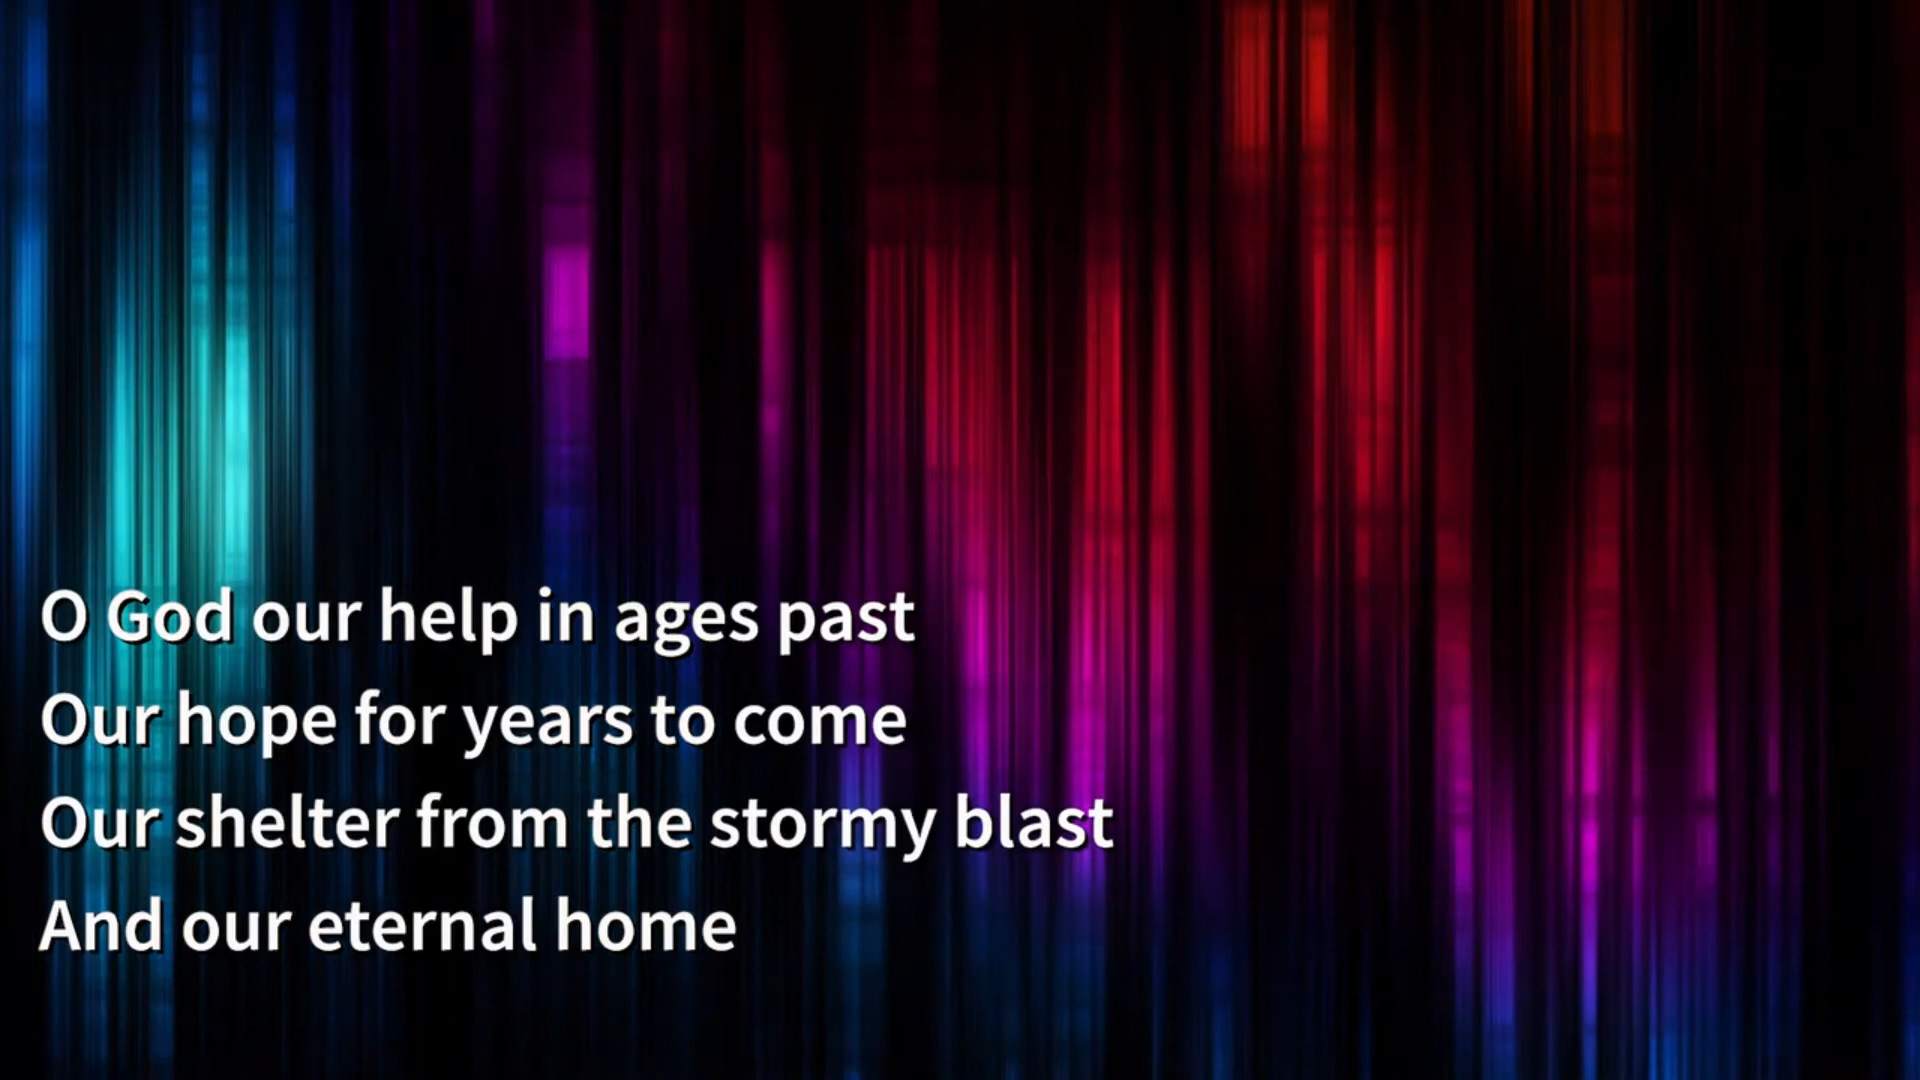 O God our help in ages past
Our hope for years to come
Our shelter from the stormy blast
And our eternal home